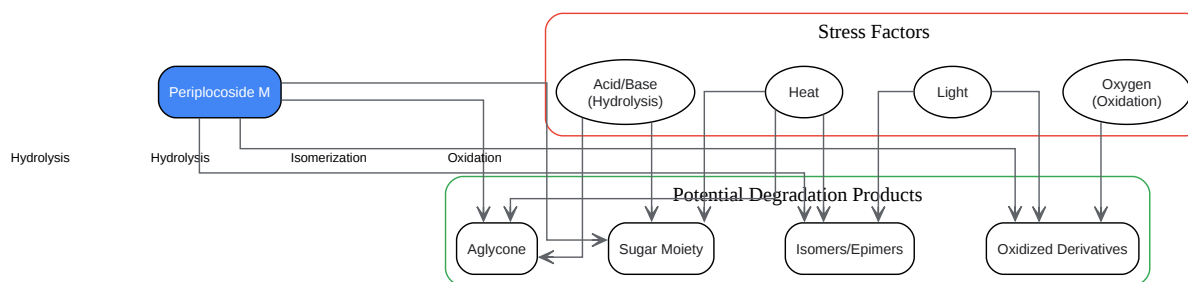 Stress Factors
Periplocoside M
Acid/Base
(Hydrolysis)
Heat
Light
Oxygen
(Oxidation)
Hydrolysis
Hydrolysis
Isomerization
Oxidation
Potential Degradation Products
Aglycone
Sugar Moiety
Isomers/Epimers
Oxidized Derivatives